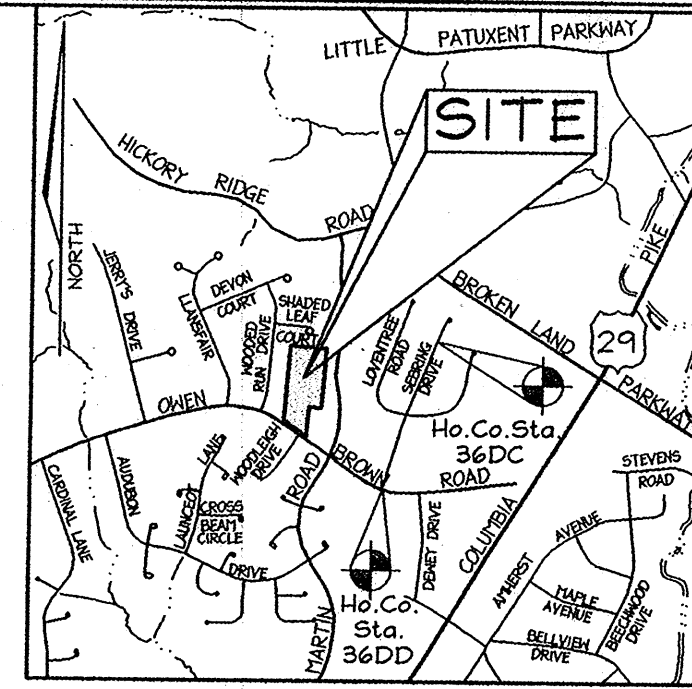 LITTLE PATUXENT PARKWAY
SITE
HICKORY RIDGE ROAD
NORTH
PIKE
JERRY'S DRIVE
LLANSFAIR
DEVON
COURT
SHADED
LEAF
COURT
WOODED
RUN DRIVE
BROKEN LAND PARKWAY
29
LOVENTREE
ROAD
SEBRING
DRIVE
OWEN BROWN ROAD
Ho.Co.Sta.
36DC
CARDINAL LANE
AUDUBON DRIVE
LAUNCELOT LANE
WOODLEIGH
DRIVE
CROSS
BEAM
CIRCLE
MARTIN ROAD
DEWEY DRIVE
COLUMBIA
STEVENS
ROAD
AMHERST AVENUE
MAPLE
AVENUE
BELLVIEW
DRIVE
BEECHWOOD
DRIVE
Ho.Co.
Sta.
36DD